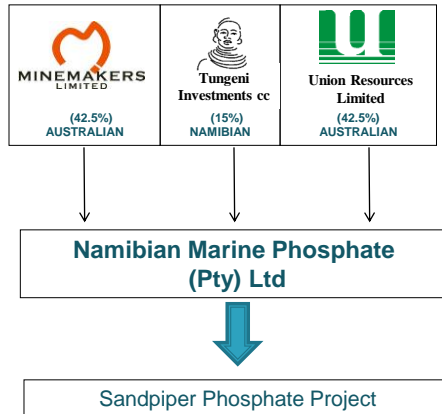 MINEMAKERS
LIMITED
(42.5%)
AUSTRALIAN
Tungeni
Investments cc
(15%)
NAMIBIAN
Union Resources
Limited
(42.5%)
AUSTRALIAN
Namibian Marine Phosphate
(Pty) Ltd
Sandpiper Phosphate Project